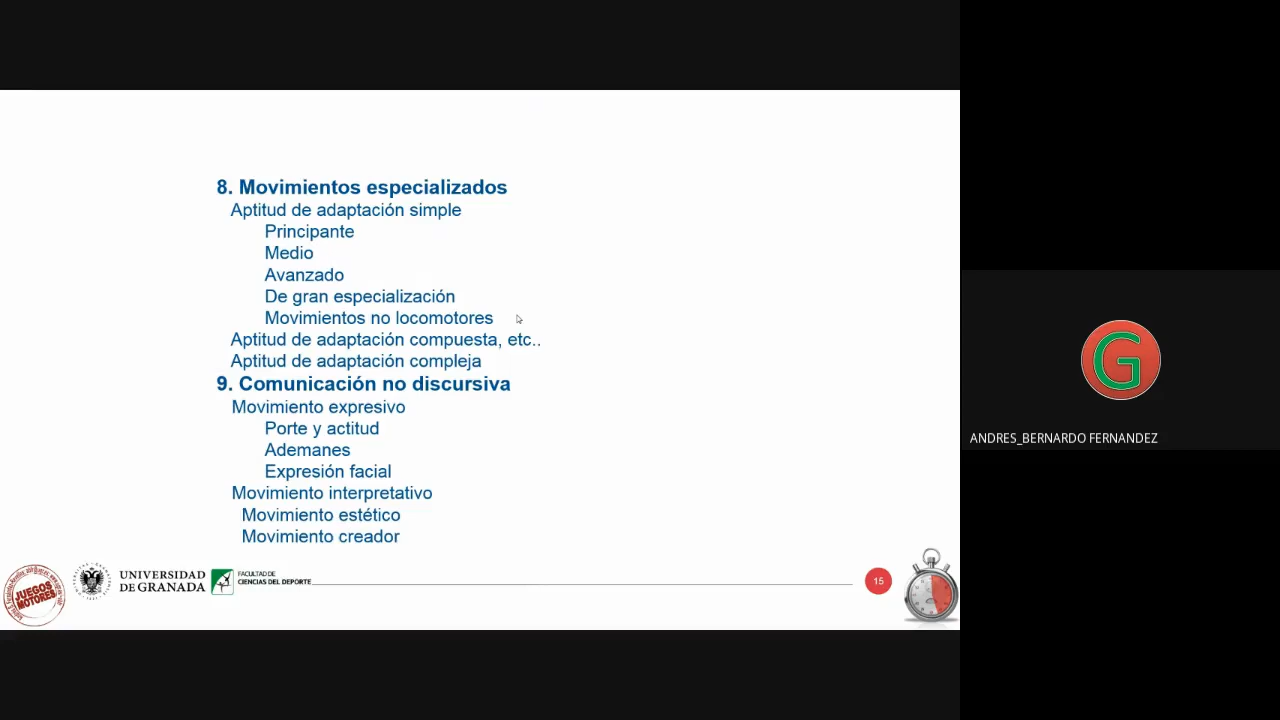 8. Movimientos especializados
Aptitud de adaptación simple
Principante
Medio
Avanzado
De gran especialización
Movimientos no locomotores
Aptitud de adaptación compuesta, etc..
Aptitud de adaptación compleja
9. Comunicación no discursiva
Movimiento expresivo
Porte y actitud
Ademanes
Expresión facial
Movimiento interpretativo
Movimiento estético
Movimiento creador
JUEGOS
MOTORES
UNIVERSIDAD
DE GRANADA
FACULTAD DE
CIENCIAS DEL DEPORTE
15
G
ANDRES_BERNARDO FERNANDEZ